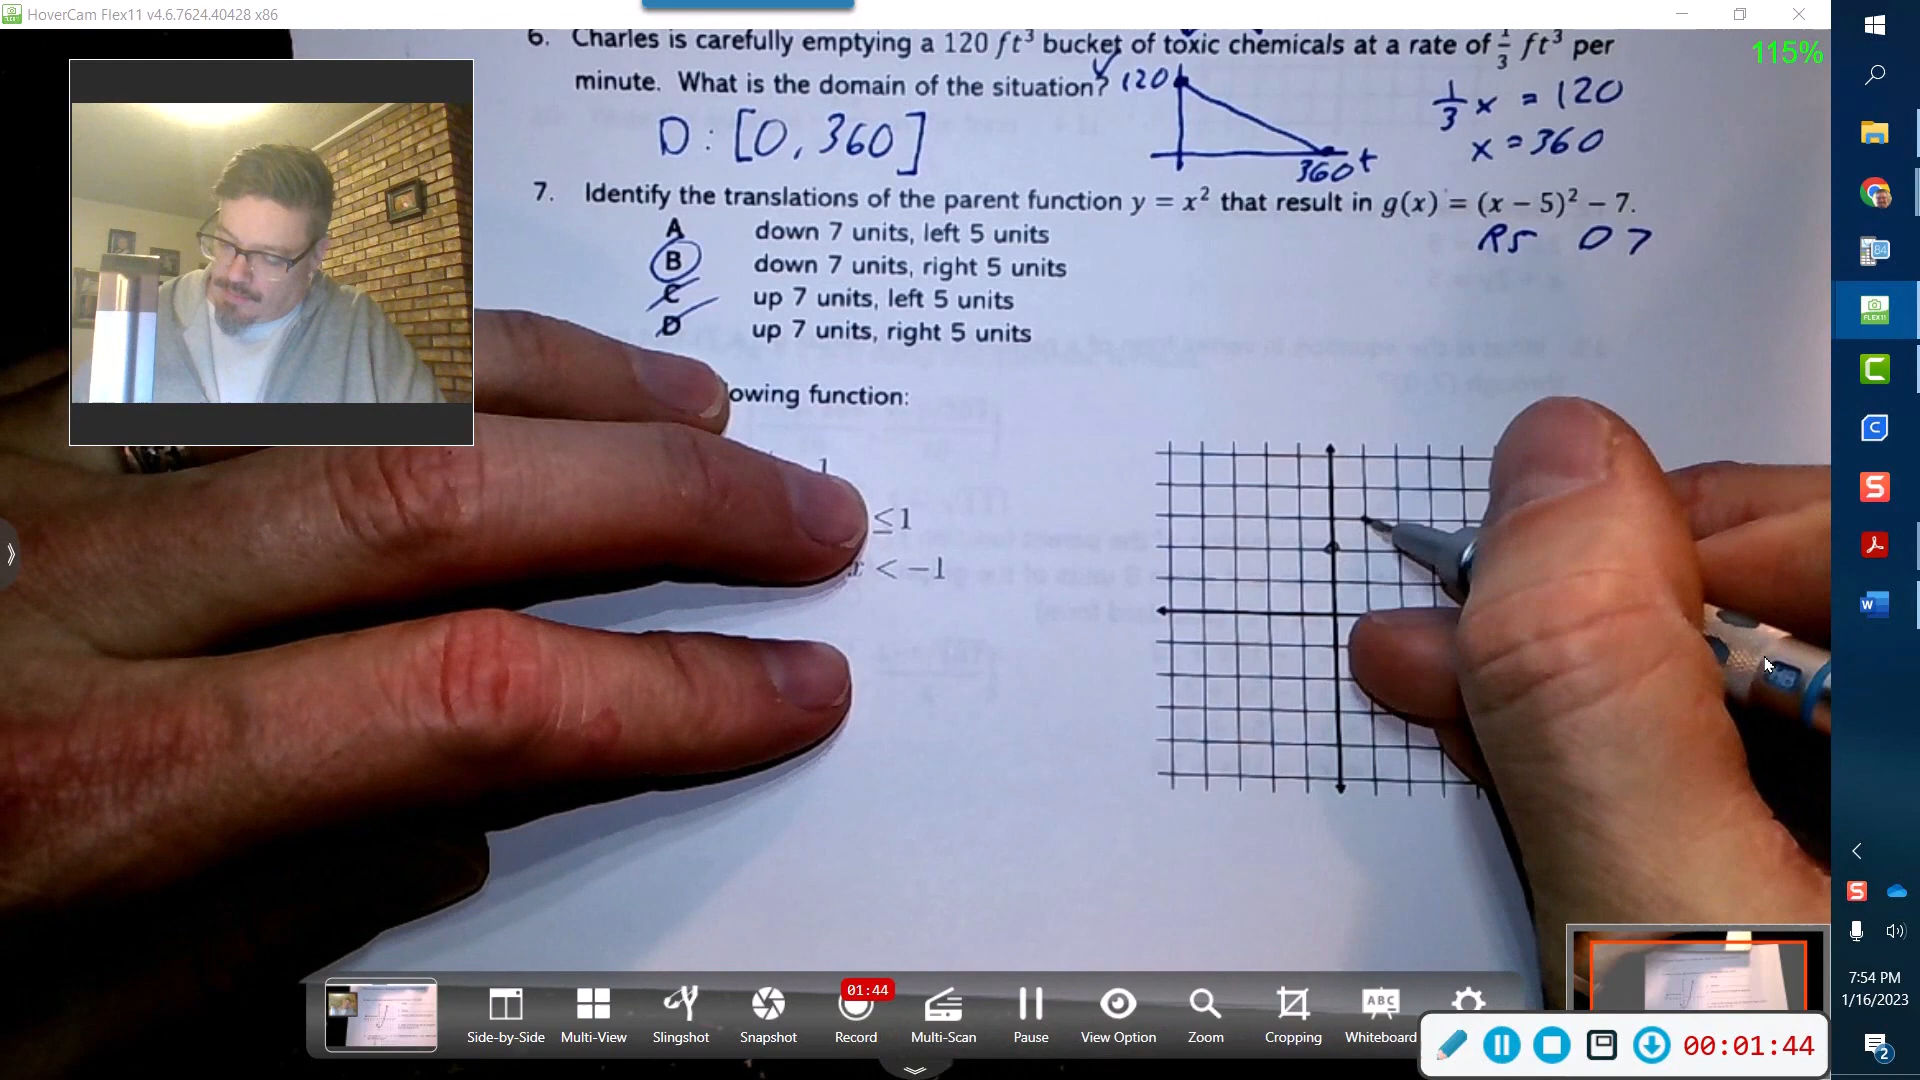 HoverCam Flex11 v4.6.7624.40428 x86
115%
6. Charles is carefully emptying a 120 ft³ bucket of toxic chemicals at a rate of 1/3 ft³ per
minute. What is the domain of the situation?
120
360 t
1/3 x = 120
x = 360
D: [0, 360]
7. Identify the translations of the parent function y = x² that result in g(x) = (x − 5)² − 7.
R5 D7
A down 7 units, left 5 units
B down 7 units, right 5 units
C up 7 units, left 5 units
D up 7 units, right 5 units
owing function:
1
≤1
x < −1
01:44
Side-by-Side Multi-View Slingshot Snapshot Record Multi-Scan Pause View Option Zoom Cropping ABC Whiteboard
00:01:44
84
FLEX11
7:54 PM
1/16/2023
2